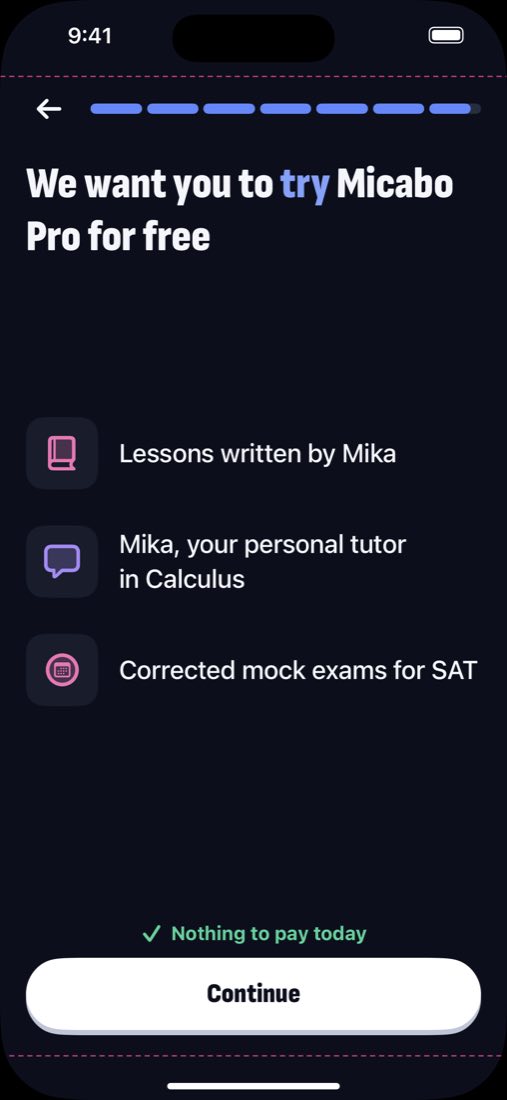 9:41
We want you to try Micabo
Pro for free
Lessons written by Mika
Mika, your personal tutor
in Calculus
Corrected mock exams for SAT
Nothing to pay today
Continue